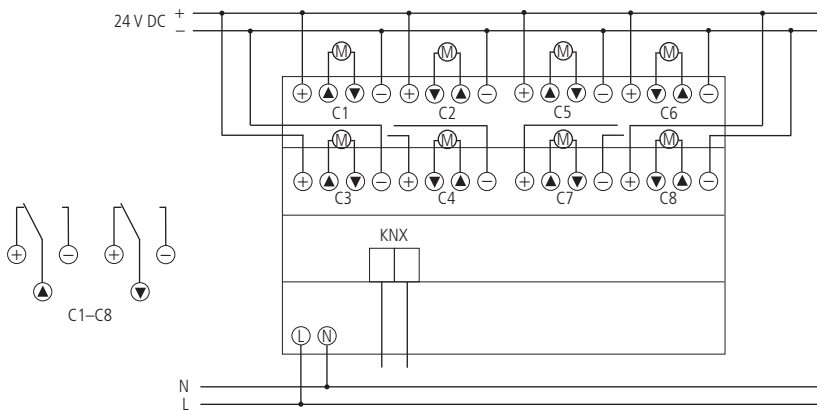 24 V DC + −
M M M M
+ ▲ ▼ − + ▼ ▲ − + ▲ ▼ − + ▼ ▲ −
C1 C2 C5 C6
M M M M
+ ▲ ▼ − + ▼ ▲ − + ▲ ▼ − + ▼ ▲ −
C3 C4 C7 C8
KNX
+ − + −
▲ ▼
C1–C8
L N
N
L